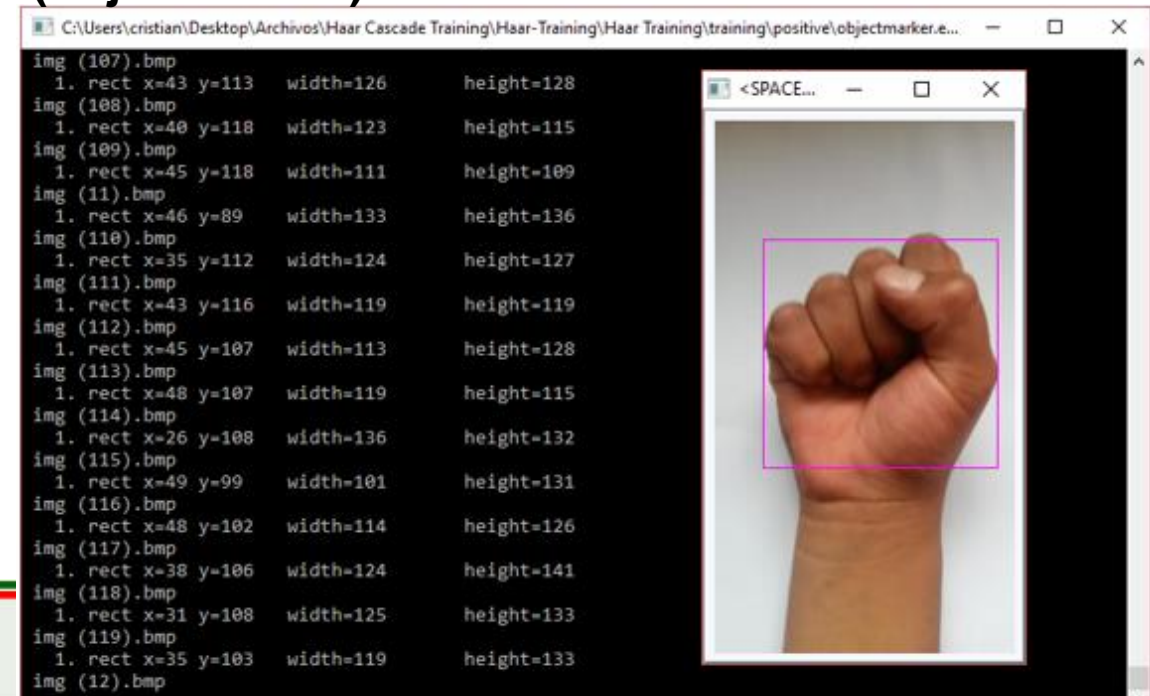 C:\Users\cristian\Desktop\Archivos\Haar Cascade Training\Haar-Training\Haar Training\training\positive\objectmarker.e...
img (107).bmp
1. rect x=43 y=113 width=126 height=128
img (108).bmp
1. rect x=40 y=118 width=123 height=115
img (109).bmp
1. rect x=45 y=118 width=111 height=109
img (11).bmp
1. rect x=46 y=89 width=133 height=136
img (110).bmp
1. rect x=35 y=112 width=124 height=127
img (111).bmp
1. rect x=43 y=116 width=119 height=119
img (112).bmp
1. rect x=45 y=107 width=113 height=128
img (113).bmp
1. rect x=48 y=107 width=119 height=115
img (114).bmp
1. rect x=26 y=108 width=136 height=132
img (115).bmp
1. rect x=49 y=99 width=101 height=131
img (116).bmp
1. rect x=48 y=102 width=114 height=126
img (117).bmp
1. rect x=38 y=106 width=124 height=141
img (118).bmp
1. rect x=31 y=108 width=125 height=133
img (119).bmp
1. rect x=35 y=103 width=119 height=133
img (12).bmp
<SPACE...